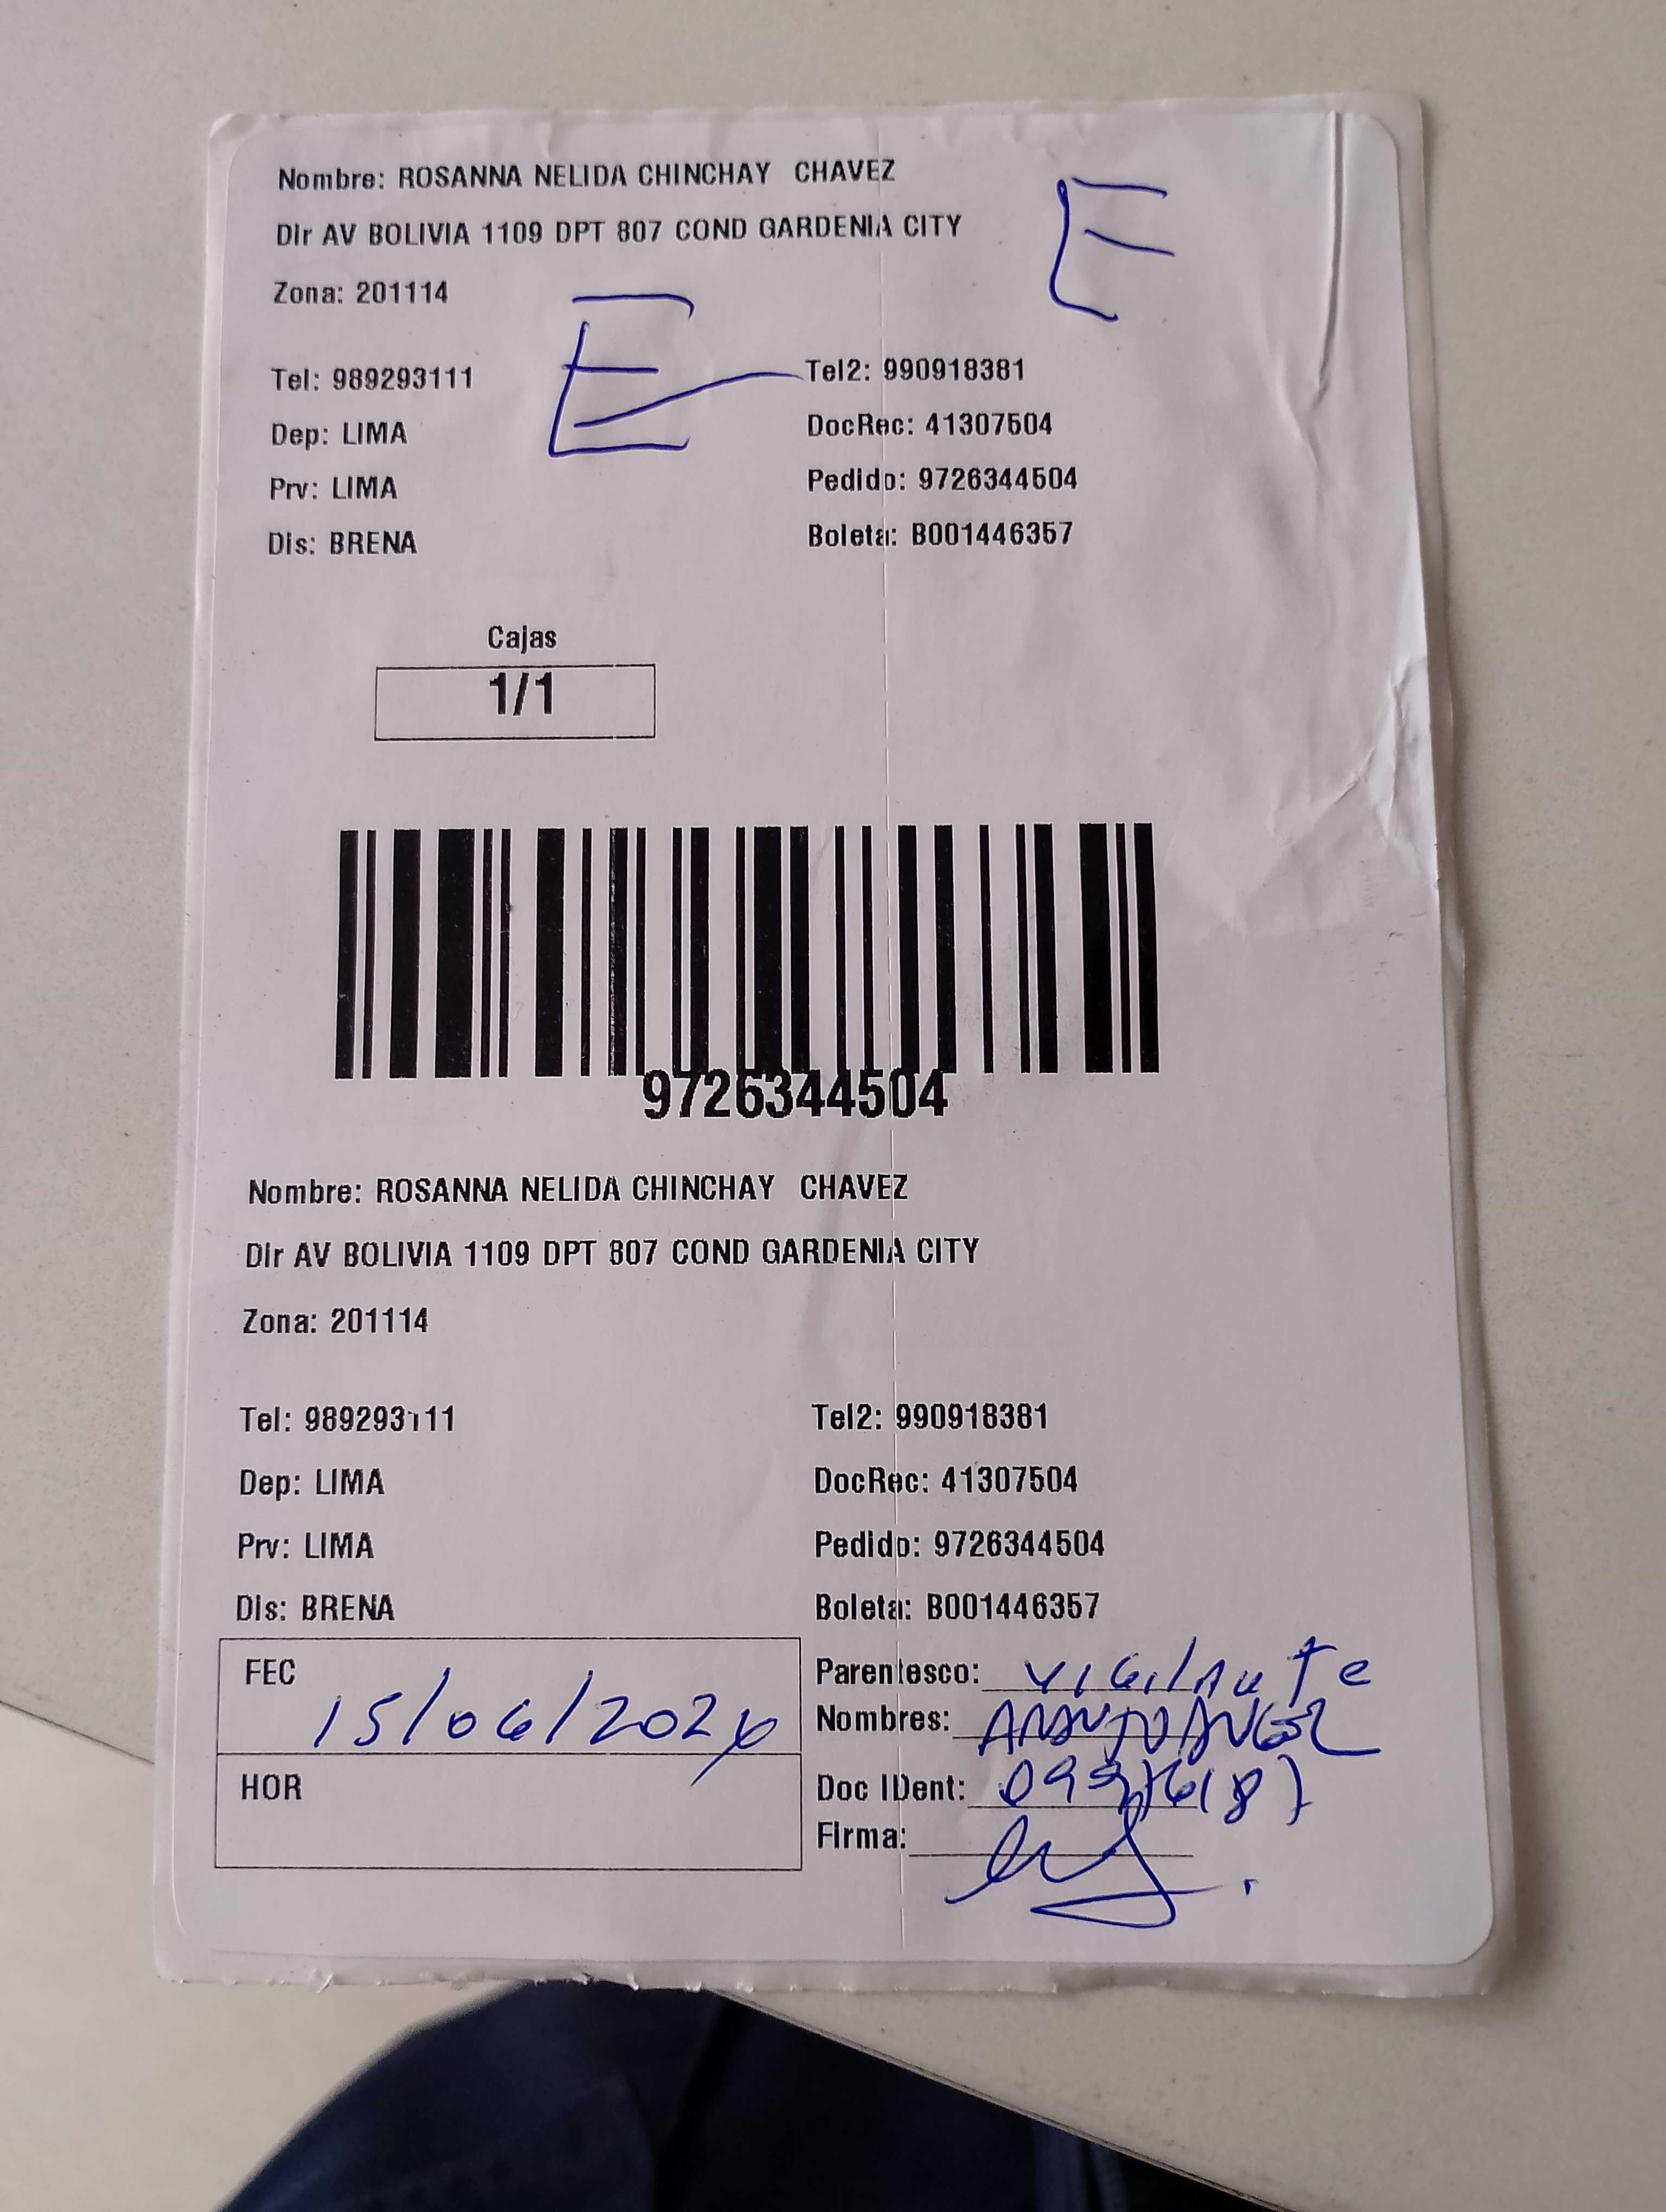 Nombre: ROSANNA NELIDA CHINCHAY CHAVEZ
Dir AV BOLIVIA 1109 DPT 807 COND GARDENIA CITY
E
Zona: 201114
E
Tel: 989293111 Tel2: 990918381
Dep: LIMA DocRec: 41307504
Prv: LIMA Pedido: 9726344504
Dis: BRENA Boleta: B001446357
Cajas
1/1
9726344504
Nombre: ROSANNA NELIDA CHINCHAY CHAVEZ
Dir AV BOLIVIA 1109 DPT 807 COND GARDENIA CITY
Zona: 201114
Tel: 989293111 Tel2: 990918381
Dep: LIMA DocRec: 41307504
Prv: LIMA Pedido: 9726344504
Dis: BRENA Boleta: B001446357
FEC Parentesco: VIGilANTe
15/06/202 Nombres:
HOR Doc IDent:
Firma: